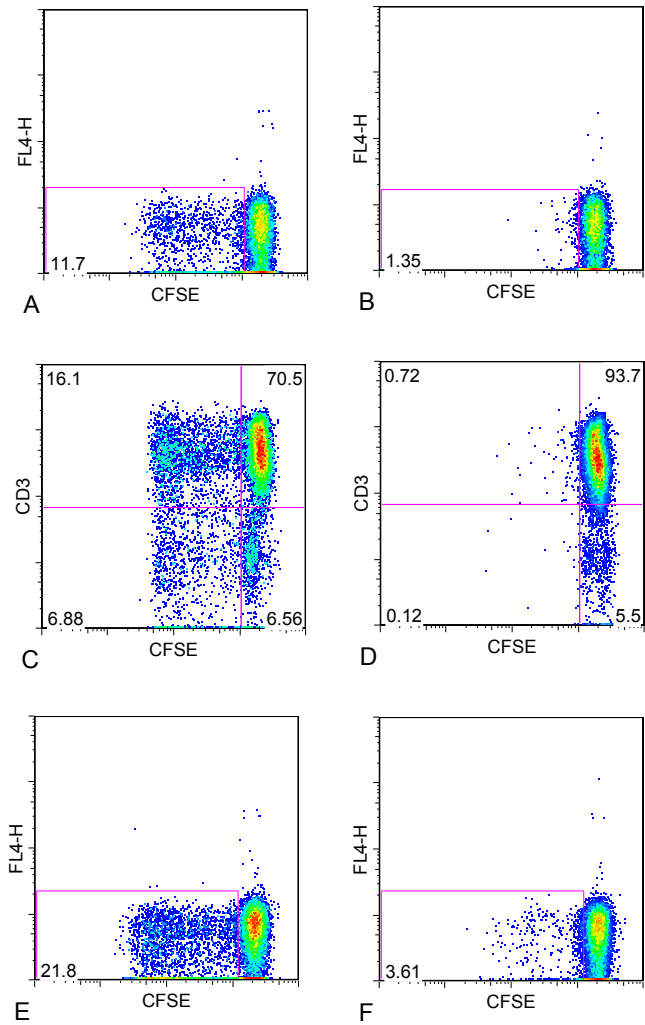 FL4-H
11.7
CFSE
A
FL4-H
1.35
CFSE
B
16.1
70.5
CD3
6.88
6.56
CFSE
C
0.72
93.7
CD3
0.12
5.5
CFSE
D
FL4-H
21.8
CFSE
E
FL4-H
3.61
CFSE
F